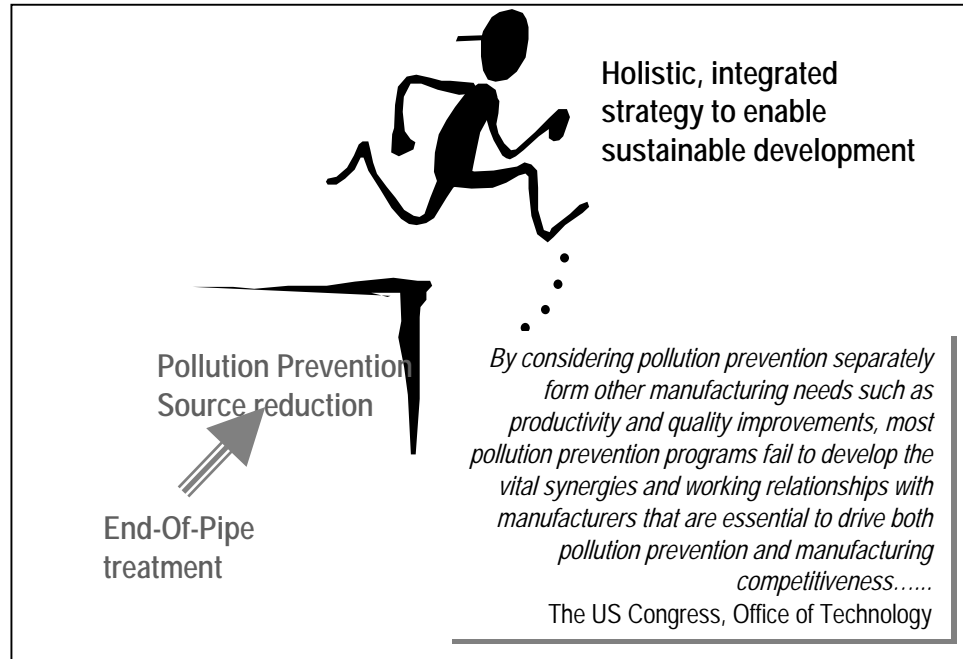 Holistic, integrated
strategy to enable
sustainable development
Pollution Prevention
Source reduction
End-Of-Pipe
treatment
By considering pollution prevention separately
form other manufacturing needs such as
productivity and quality improvements, most
pollution prevention programs fail to develop the
vital synergies and working relationships with
manufacturers that are essential to drive both
pollution prevention and manufacturing
competitiveness…...
The US Congress, Office of Technology